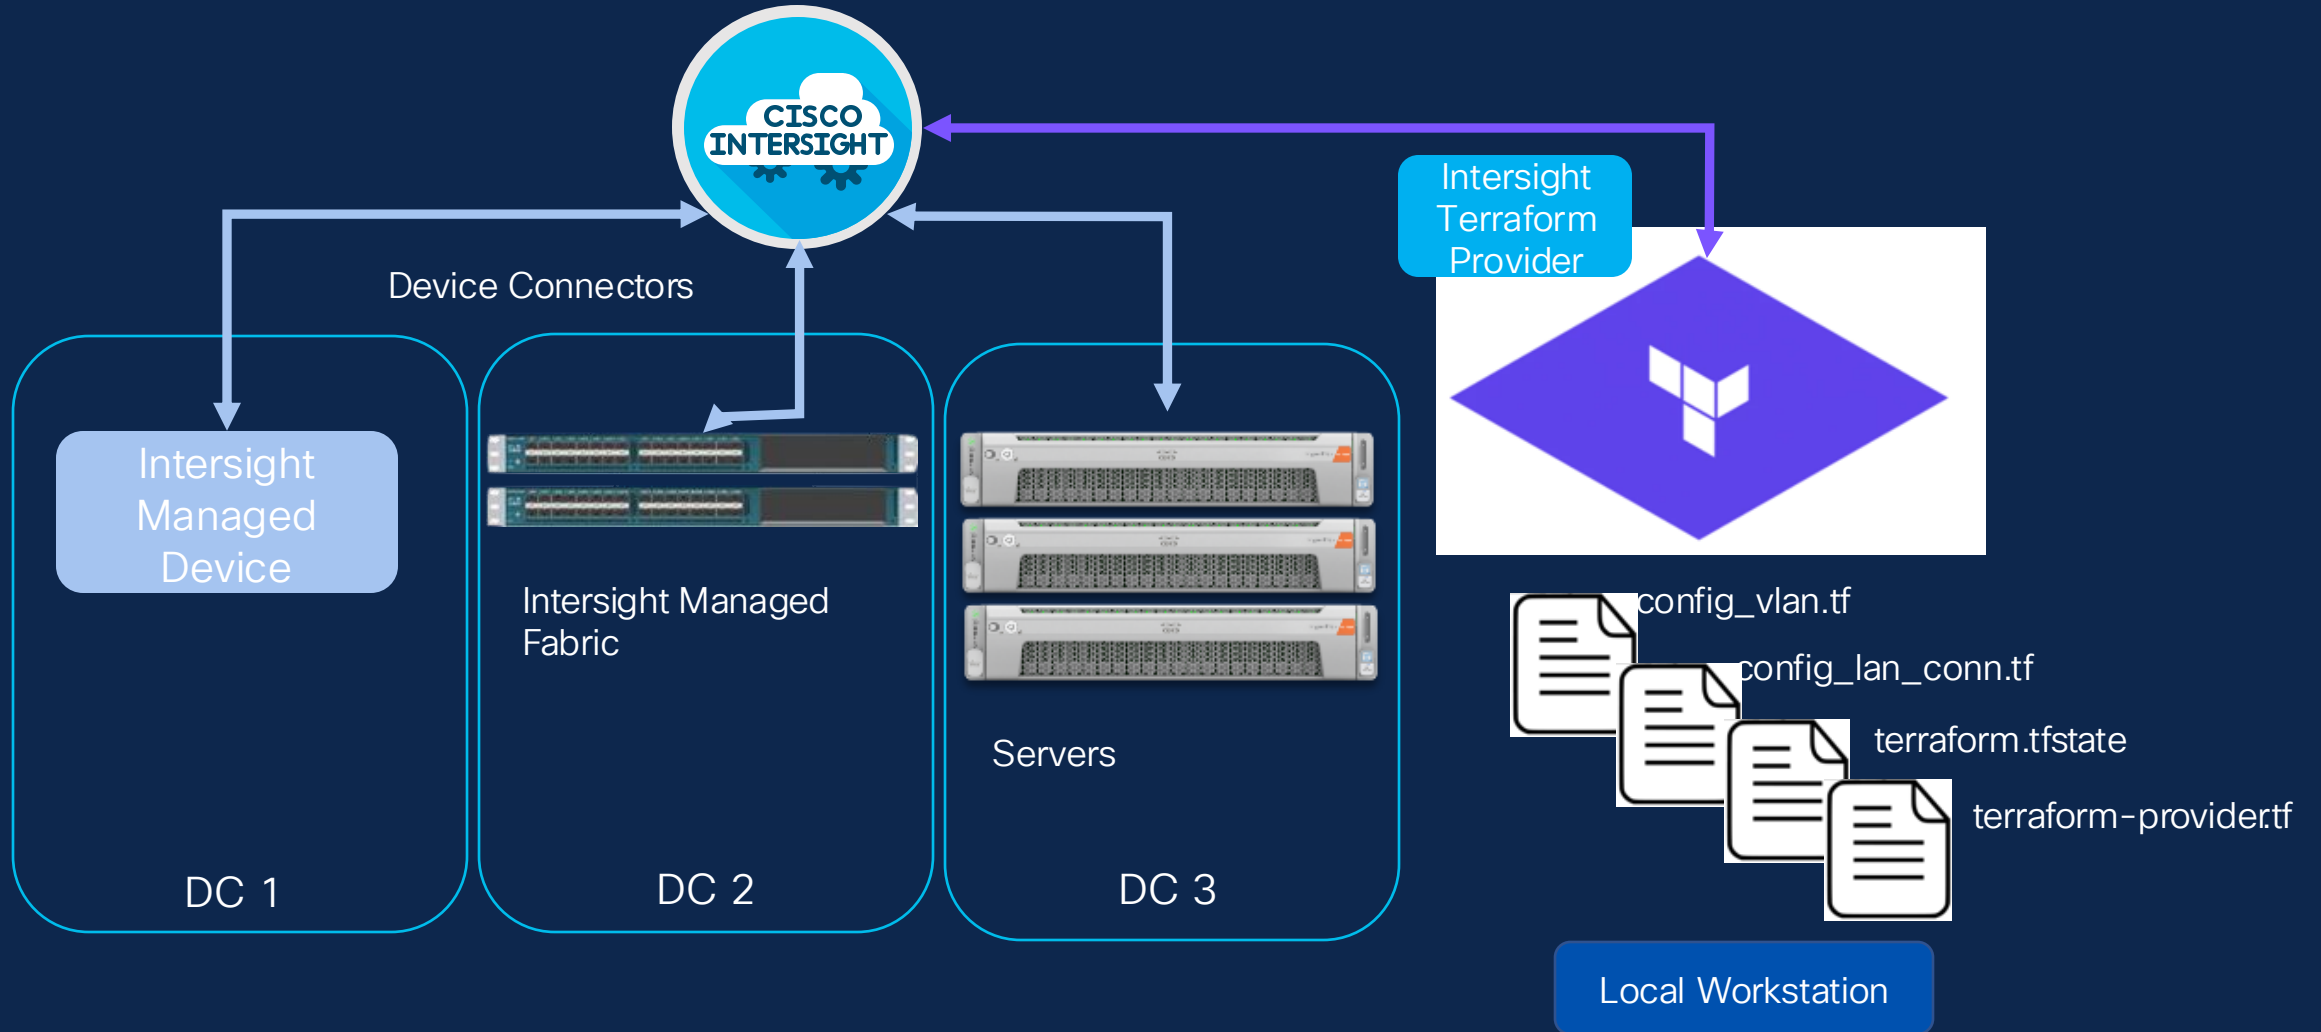 CISCO
INTERSIGHT
Intersight
Terraform
Provider
Device Connectors
Intersight
Managed
Device
Intersight Managed
Fabric
Servers
config_vlan.tf
config_lan_conn.tf
terraform.tfstate
terraform-provider.tf
DC 1
DC 2
DC 3
Local Workstation